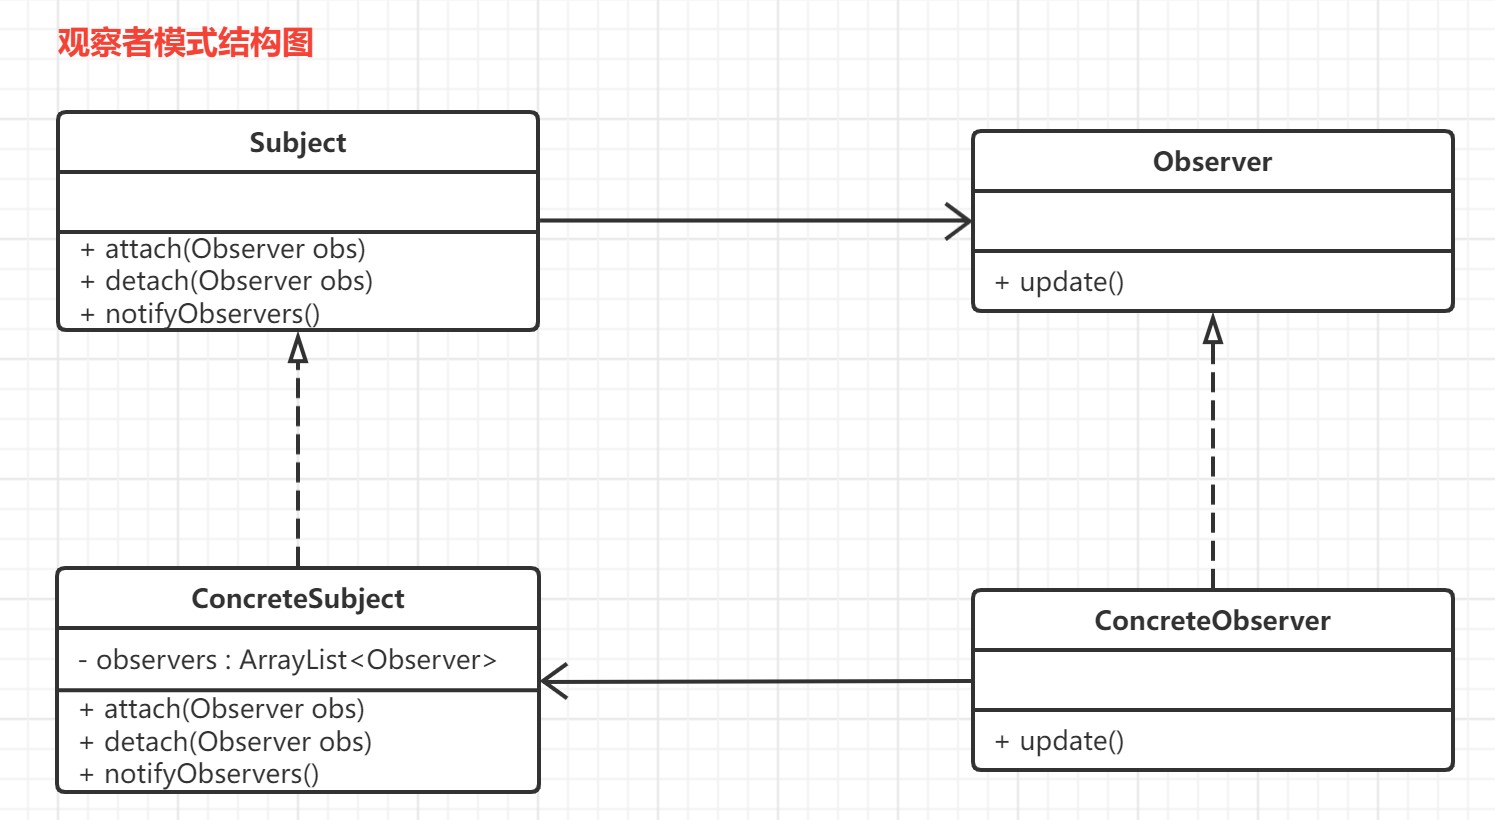 观察者模式结构图
Subject
+ attach(Observer obs)
+ detach(Observer obs)
+ notifyObservers()
Observer
+ update()
ConcreteSubject
- observers : ArrayList<Observer>
+ attach(Observer obs)
+ detach(Observer obs)
+ notifyObservers()
ConcreteObserver
+ update()